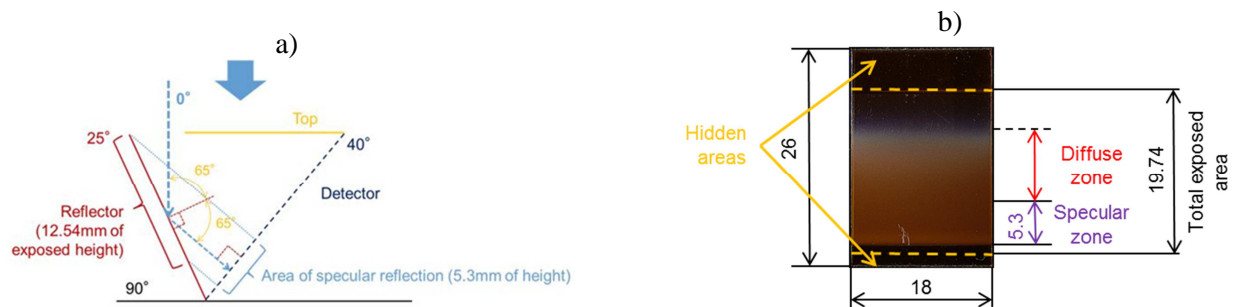 a)
0°
Top
25°
40°
65°
Detector
Reflector
(12.54mm of
exposed height)
65°
Area of specular reflection (5.3mm of height)
90°
b)
Hidden
areas
26
Diffuse
zone
5.3
Specular
zone
19.74
Total exposed
area
18